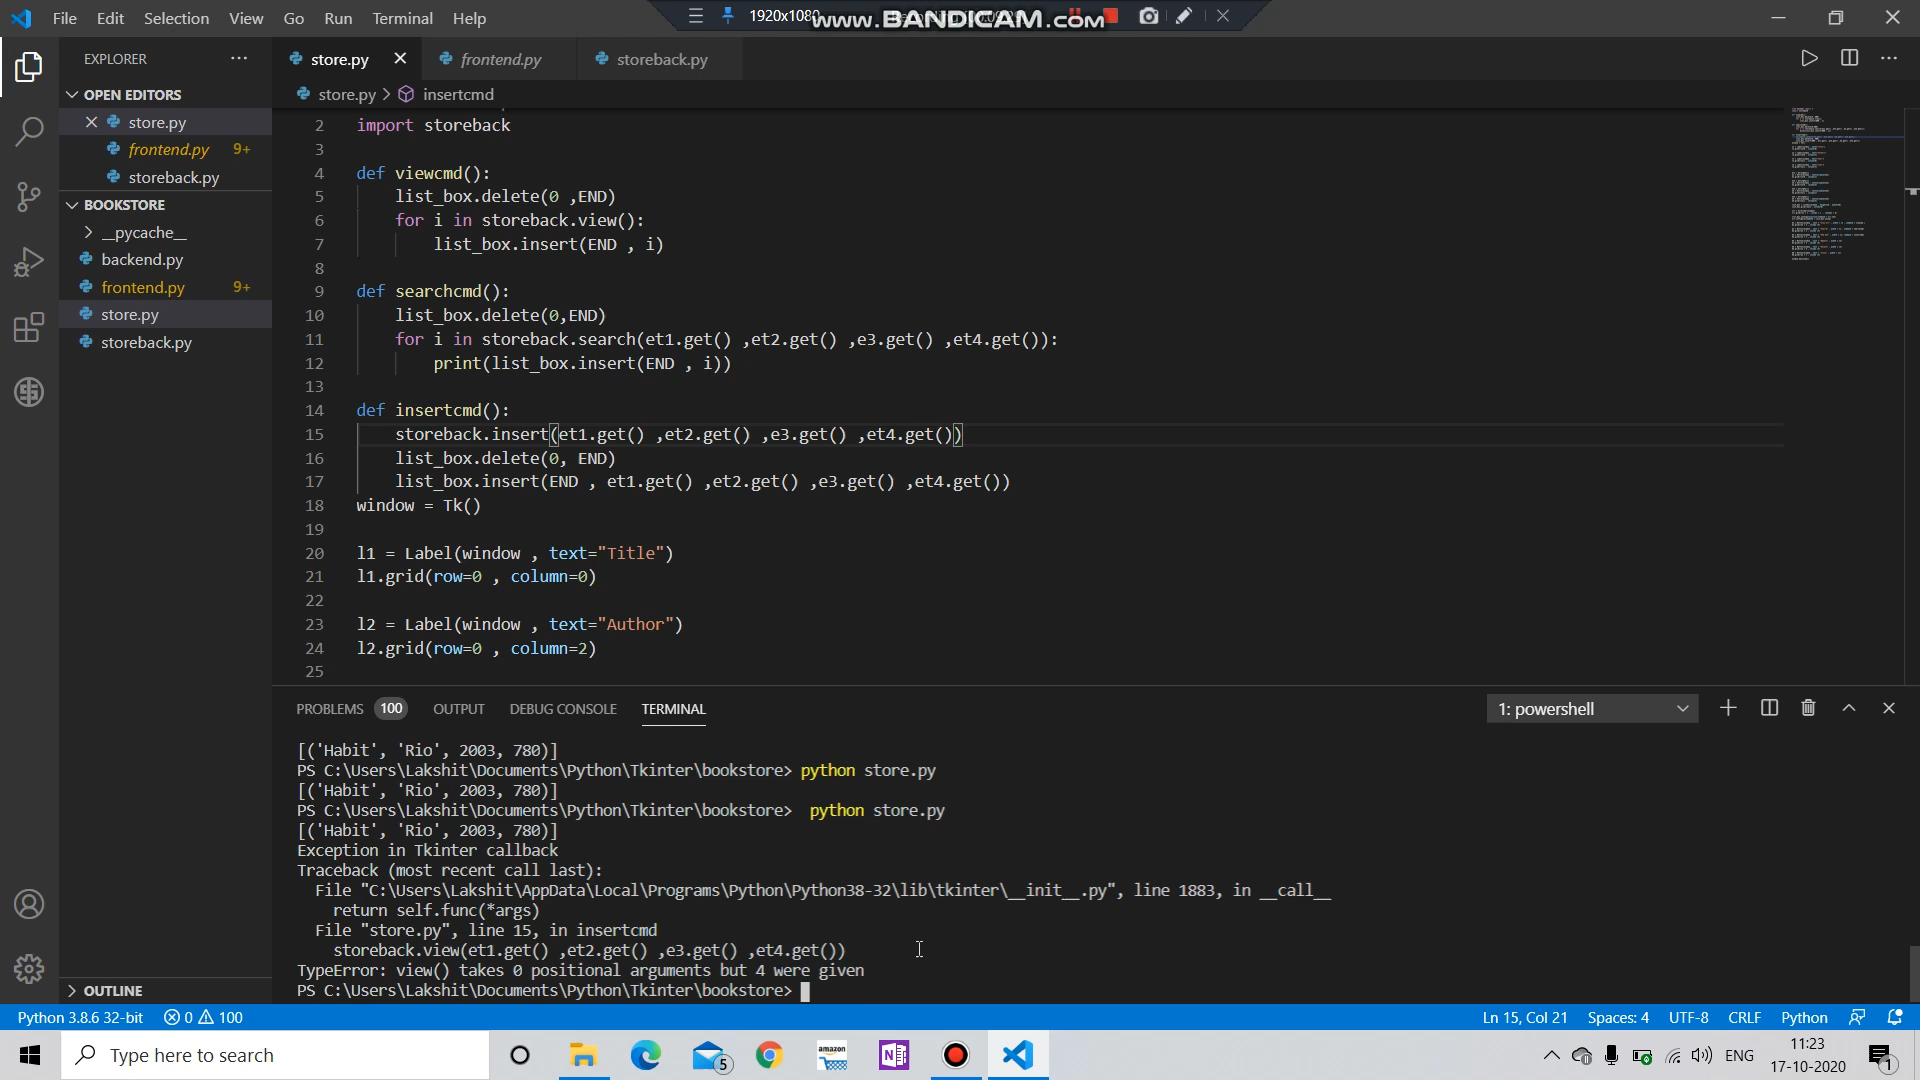 File Edit Selection View Go Run Terminal Help
1920x1080
www.BANDICAM.com
EXPLORER
store.py
frontend.py
storeback.py
OPEN EDITORS
store.py > insertcmd
store.py
frontend.py 9+
storeback.py
BOOKSTORE
__pycache__
backend.py
frontend.py 9+
store.py
storeback.py
2 import storeback
3
4 def viewcmd():
5 list_box.delete(0 ,END)
6 for i in storeback.view():
7 list_box.insert(END , i)
8
9 def searchcmd():
10 list_box.delete(0,END)
11 for i in storeback.search(et1.get() ,et2.get() ,e3.get() ,et4.get()):
12 print(list_box.insert(END , i))
13
14 def insertcmd():
15 storeback.insert(et1.get() ,et2.get() ,e3.get() ,et4.get())
16 list_box.delete(0, END)
17 list_box.insert(END , et1.get() ,et2.get() ,e3.get() ,et4.get())
18 window = Tk()
19
20 l1 = Label(window , text="Title")
21 l1.grid(row=0 , column=0)
22
23 l2 = Label(window , text="Author")
24 l2.grid(row=0 , column=2)
25
PROBLEMS 100 OUTPUT DEBUG CONSOLE TERMINAL
1: powershell
[('Habit', 'Rio', 2003, 780)]
PS C:\Users\Lakshit\Documents\Python\Tkinter\bookstore> python store.py
[('Habit', 'Rio', 2003, 780)]
PS C:\Users\Lakshit\Documents\Python\Tkinter\bookstore>  python store.py
[('Habit', 'Rio', 2003, 780)]
Exception in Tkinter callback
Traceback (most recent call last):
File "C:\Users\Lakshit\AppData\Local\Programs\Python\Python38-32\lib\tkinter\__init__.py", line 1883, in __call__
return self.func(*args)
File "store.py", line 15, in insertcmd
storeback.view(et1.get() ,et2.get() ,e3.get() ,et4.get())
TypeError: view() takes 0 positional arguments but 4 were given
PS C:\Users\Lakshit\Documents\Python\Tkinter\bookstore>
OUTLINE
Python 3.8.6 32-bit 0 100
Ln 15, Col 21 Spaces: 4 UTF-8 CRLF Python
Type here to search
5
amazon
N
ENG
11:23
17-10-2020
1